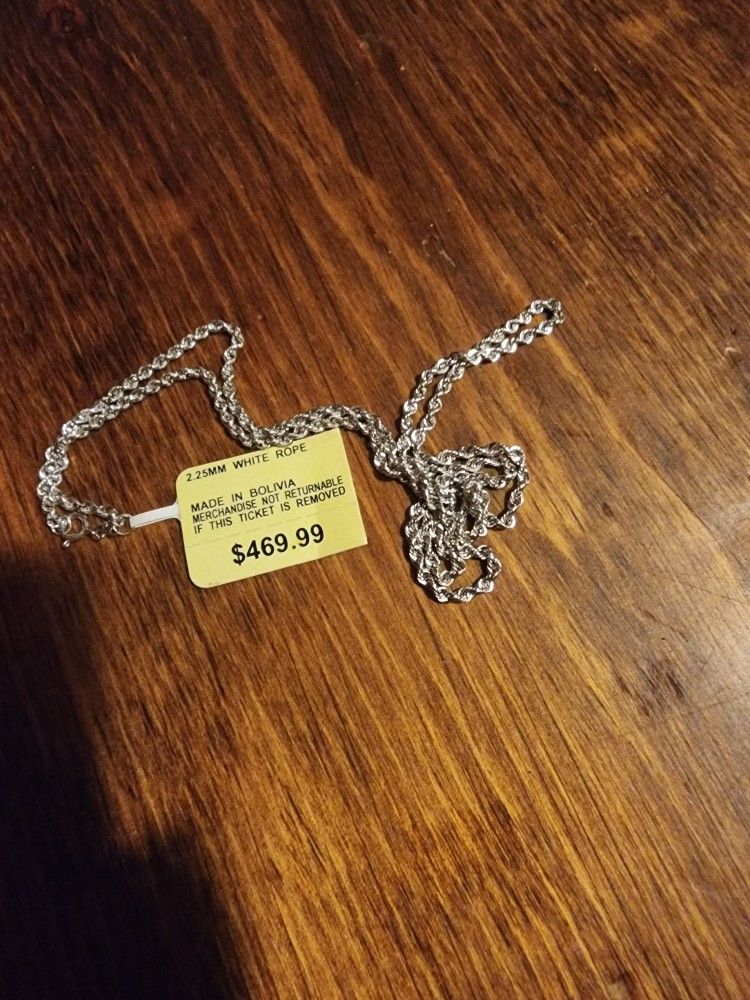 2.25MM WHITE ROPE
MADE IN BOLIVIA
MERCHANDISE NOT RETURNABLE
IF THIS TICKET IS REMOVED
$469.99